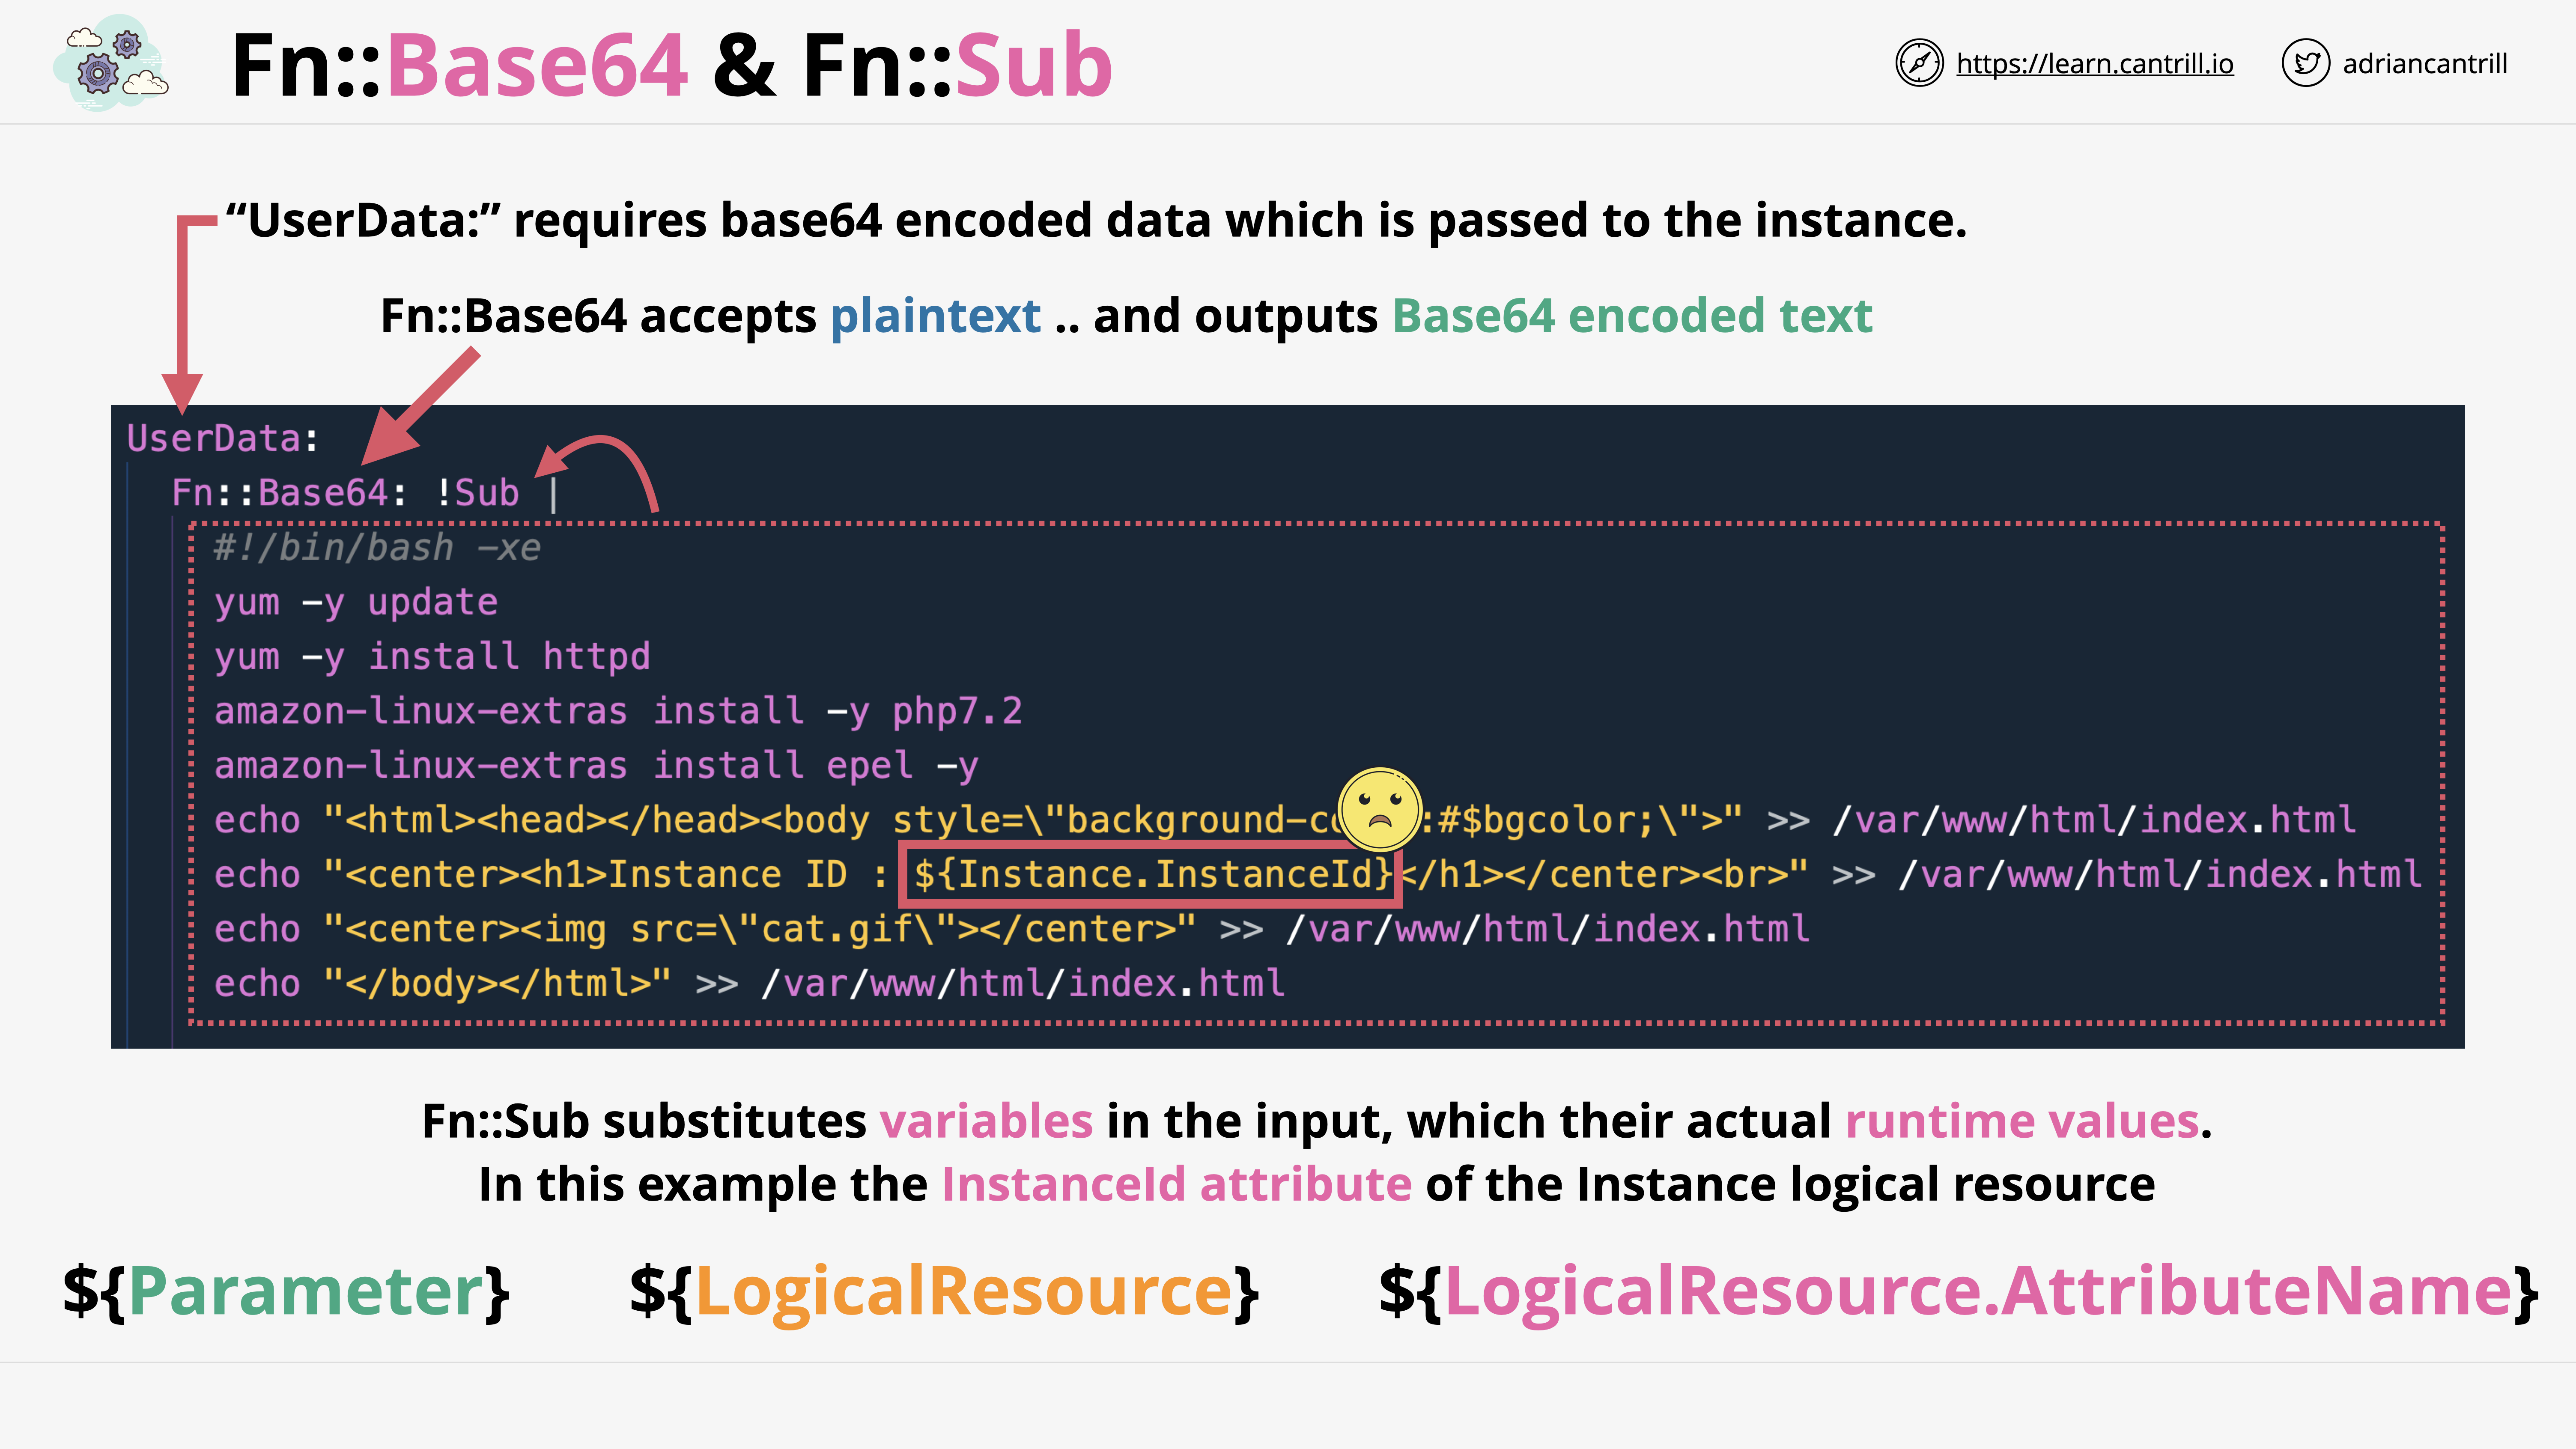 Fn::Base64 & Fn::Sub
https://learn.cantrill.io
adriancantrill
“UserData:” requires base64 encoded data which is passed to the instance.
Fn::Base64 accepts plaintext .. and outputs Base64 encoded text
UserData:
Fn::Base64: !Sub |
#!/bin/bash -xe
yum -y update
yum -y install httpd
amazon-linux-extras install -y php7.2
amazon-linux-extras install epel -y
echo "<html><head></head><body style=\"background-co :#$bgcolor;\">" >> /var/www/html/index.html
echo "<center><h1>Instance ID : ${Instance.InstanceId}</h1></center><br>" >> /var/www/html/index.html
echo "<center><img src=\"cat.gif\"></center>" >> /var/www/html/index.html
echo "</body></html>" >> /var/www/html/index.html
Fn::Sub substitutes variables in the input, which their actual runtime values.
In this example the InstanceId attribute of the Instance logical resource
${Parameter}
${LogicalResource}
${LogicalResource.AttributeName}